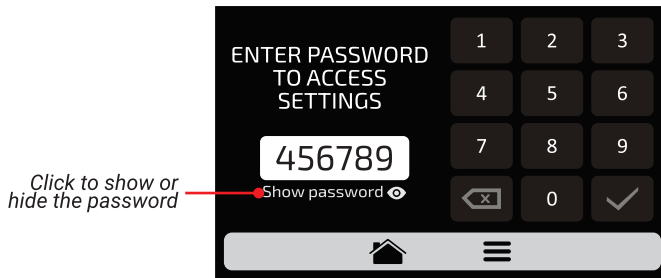 ENTER PASSWORD
TO ACCESS
SETTINGS
456789
Show password
Click to show or
hide the password
1 2 3
4 5 6
7 8 9
0